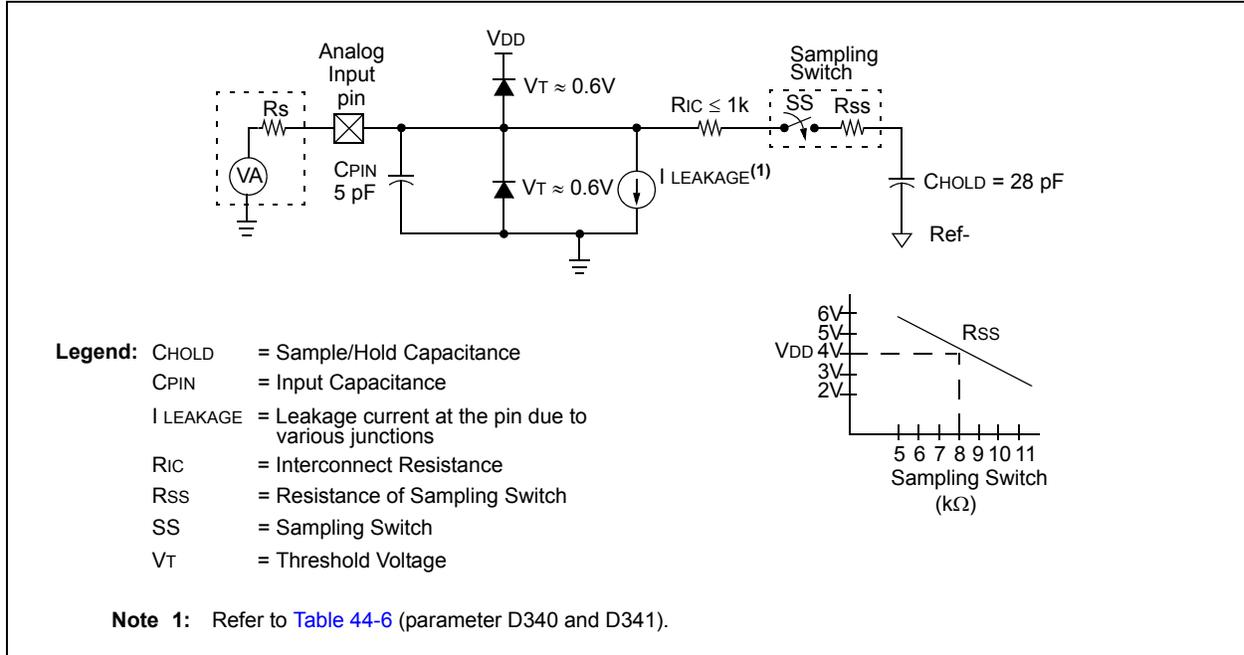 VDD
Analog
Input
pin
Sampling
Switch
VT ≈ 0.6V
RIC ≤ 1k
SS
Rss
Rs
VA
CPIN
5 pF
VT ≈ 0.6V
I LEAKAGE(1)
CHOLD = 28 pF
Ref-
6V
5V
VDD 4V
3V
2V
RSS
5 6 7 8 9 10 11
Sampling Switch
(kΩ)
Legend: CHOLD = Sample/Hold Capacitance
CPIN = Input Capacitance
I LEAKAGE = Leakage current at the pin due to
various junctions
RIC = Interconnect Resistance
RSS = Resistance of Sampling Switch
SS = Sampling Switch
VT = Threshold Voltage
Note 1: Refer to Table 44-6 (parameter D340 and D341).